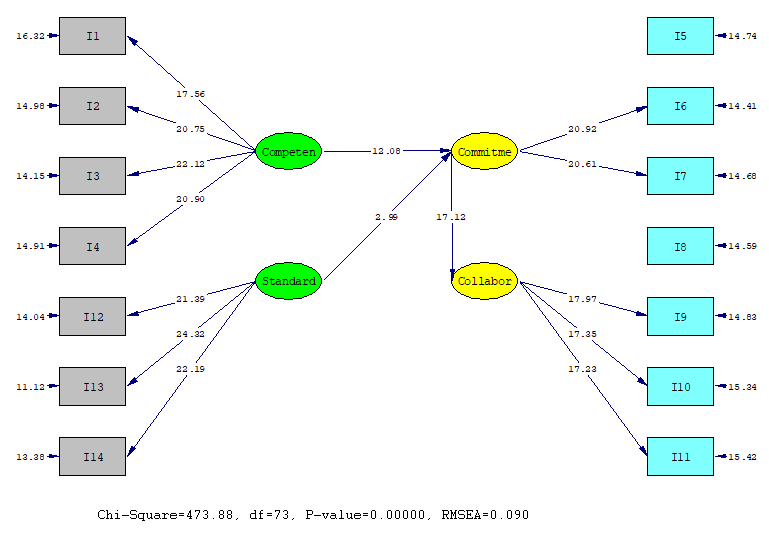 16.32 I1 I5 14.74
17.56
14.98 I2 I6 14.41
20.75 20.92
Competen 12.08 Commitme
22.12 20.61
14.15 I3 I7 14.68
20.90
2.99 17.12
14.91 I4 I8 14.59
Standard Collabor
21.39 17.97
14.04 I12 I9 14.83
24.32 17.35
22.19 17.23
11.12 I13 I10 15.34
13.38 I14 I11 15.42
Chi-Square=473.88, df=73, P-value=0.00000, RMSEA=0.090